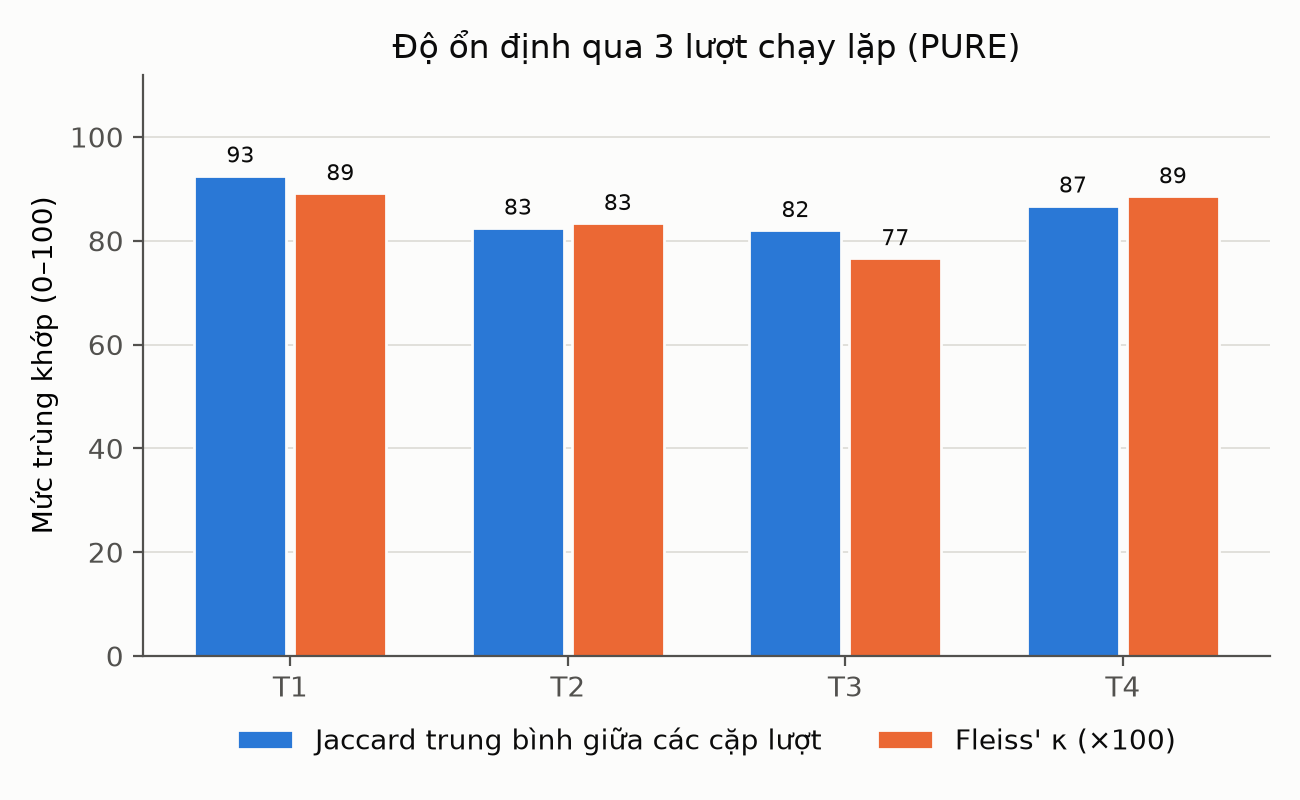 Độ ổn định qua 3 lượt chạy lặp (PURE)
Mức trùng khớp (0–100)
100
80
60
40
20
0
93
89
83
83
82
77
87
89
T1
T2
T3
T4
Jaccard trung bình giữa các cặp lượt
Fleiss' κ (×100)